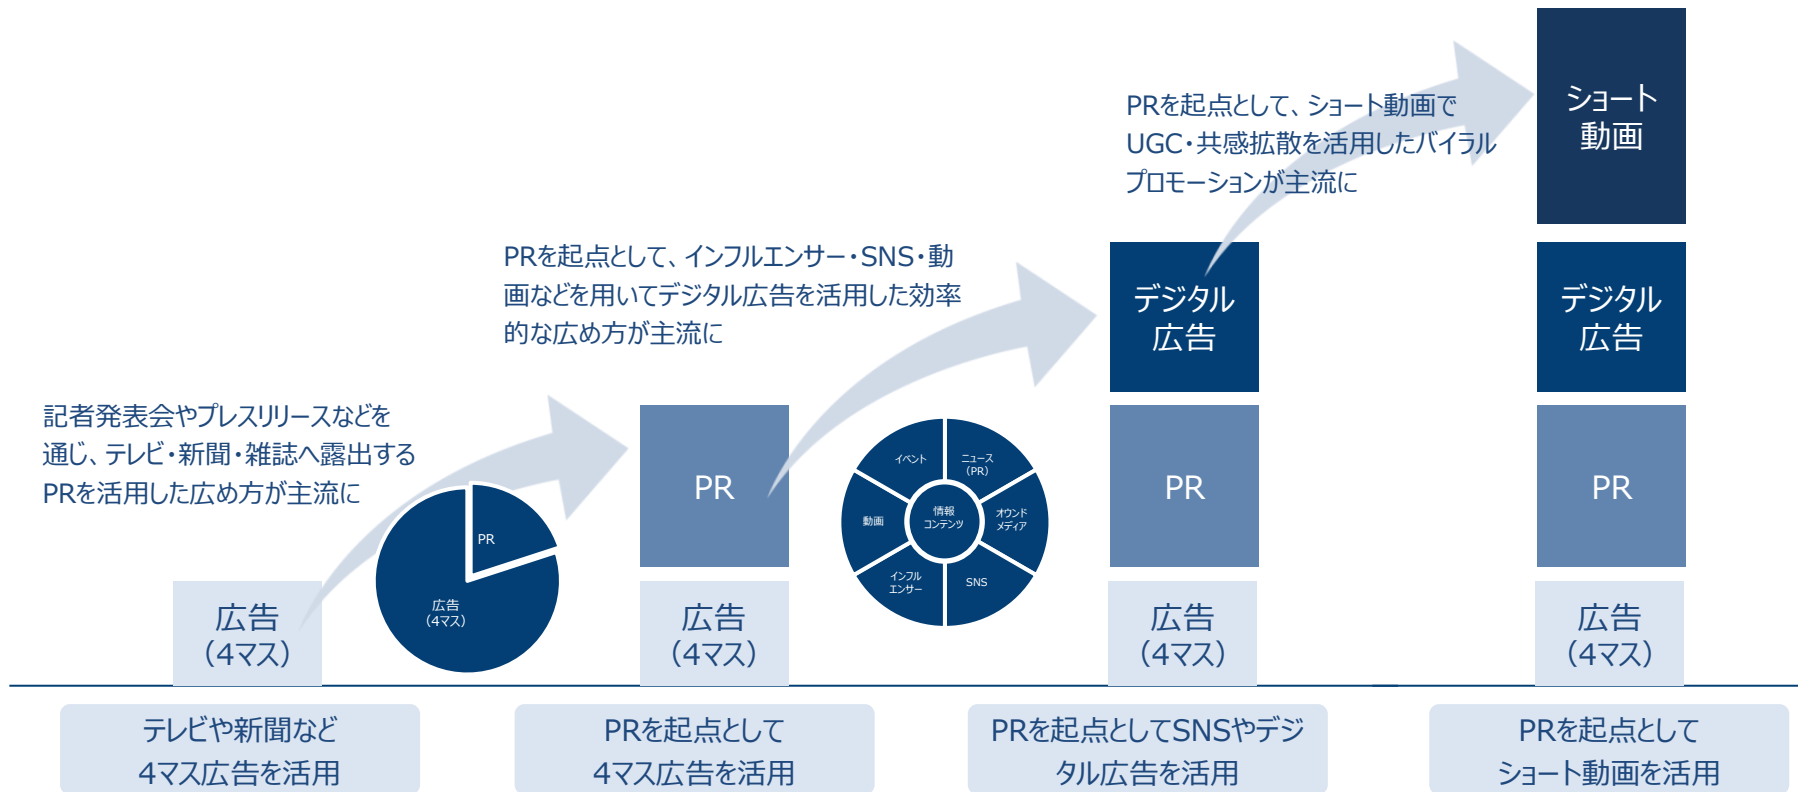 ショート
動画
PRを起点として、ショート動画で
UGC・共感拡散を活用したバイラル
プロモーションが主流に
PRを起点として、インフルエンサー・SNS・動
画などを用いてデジタル広告を活用した効率
的な広め方が主流に
デジタル
広告
デジタル
広告
記者発表会やプレスリリースなどを
通じ、テレビ・新聞・雑誌へ露出する
PRを活用した広め方が主流に
PR
広告
（4マス）
PR
イベント
ニュース
（PR）
動画
情報
コンテンツ
オウンド
メディア
インフル
エンサー
SNS
PR
PR
広告
（4マス）
広告
（4マス）
広告
（4マス）
広告
（4マス）
テレビや新聞など
4マス広告を活用
PRを起点として
4マス広告を活用
PRを起点としてSNSやデジ
タル広告を活用
PRを起点として
ショート動画を活用